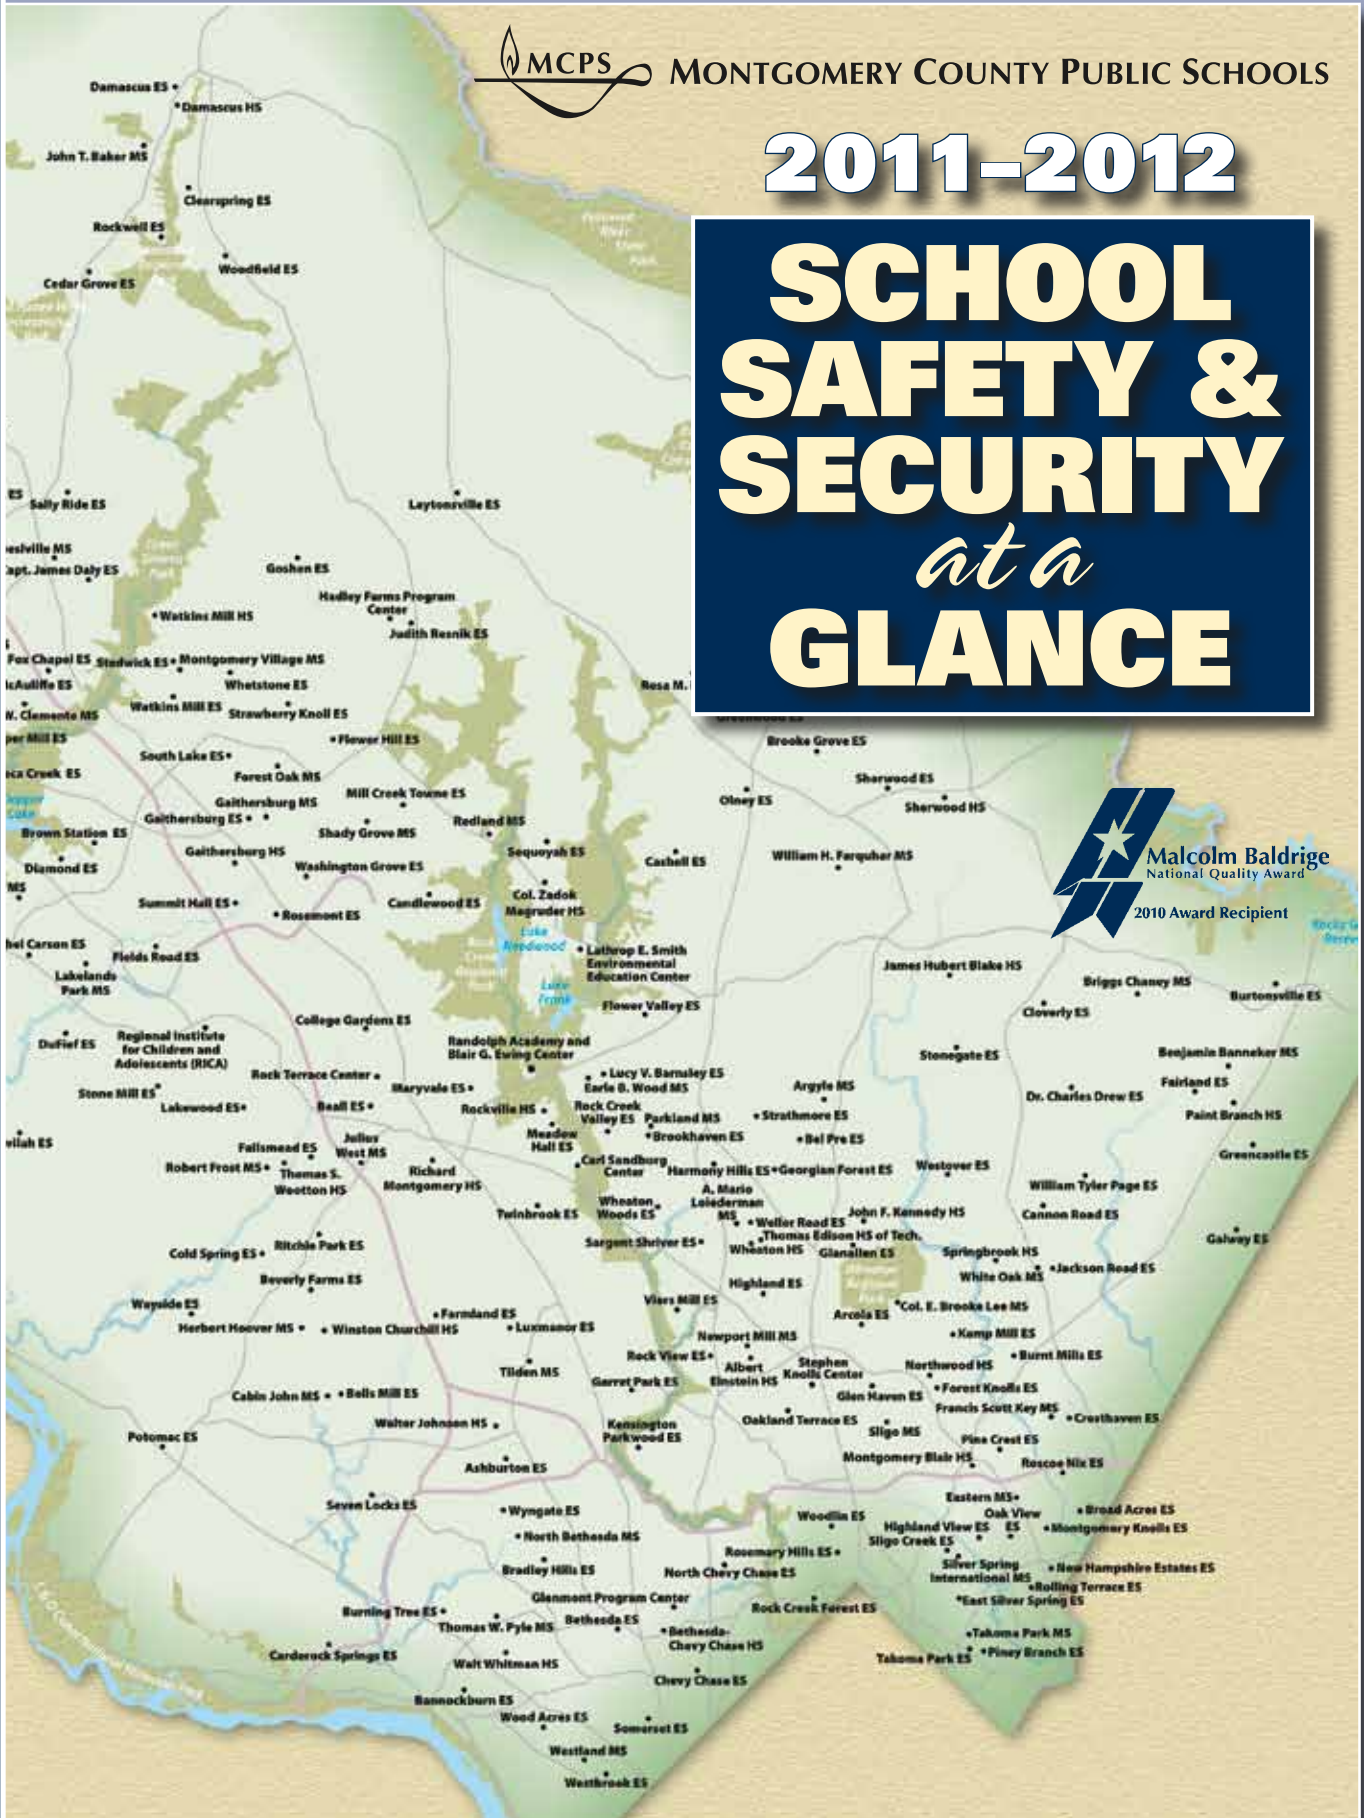 MCPS MONTGOMERY COUNTY PUBLIC SCHOOLS
2011–2012
SCHOOL
SAFETY &
SECURITY
at a
GLANCE
Malcolm Baldrige
National Quality Award
2010 Award Recipient
Damascus ES
Damascus HS
John T. Baker MS
Clearspring ES
Rockwell ES
Woodfield ES
Cedar Grove ES
ES
Sally Ride ES
Laytonsville ES
James Daly ES
Goshen ES
Hadley Farms Program
Center
Judith Resnik ES
Watkins Mill HS
Fox Chapel ES
Stedwick ES
Montgomery Village MS
Whetstone ES
Rosa M.
Watkins Mill ES
Strawberry Knoll ES
Clemente MS
Mill ES
Greenwood ES
Brooke Grove ES
Flower Hill ES
South Lake ES
Forest Oak MS
Creek ES
Sherwood ES
Sherwood HS
Olney ES
Mill Creek Towne ES
Gaithersburg MS
Gaithersburg ES
Shady Grove MS
Redland MS
Brown Station ES
Gaithersburg HS
Sequoyah ES
Cashell ES
William H. Farquhar MS
Diamond ES
Washington Grove ES
MS
Summit Hall ES
Rosemont ES
Candlewood ES
Col. Zadok
Magruder HS
Lake
Needwood
Carson ES
Fields Road ES
Lathrop E. Smith
Environmental
Education Center
James Hubert Blake HS
Lakelands
Park MS
Lake
Frank
Briggs Chaney MS
Burtonsville ES
Flower Valley ES
Cloverly ES
College Gardens ES
DuFief ES
Regional Institute
for Children and
Adolescents (RICA)
Randolph Academy and
Blair G. Ewing Center
Stonegate ES
Benjamin Banneker MS
Rock Terrace Center
Maryvale ES
Lucy V. Barnsley ES
Earle B. Wood MS
Argyle MS
Fairland ES
Stone Mill ES
Lakewood ES
Beall ES
Rockville HS
Rock Creek
Valley ES
Parkland MS
Strathmore ES
Dr. Charles Drew ES
Paint Branch HS
Meadow
Hall ES
Brookhaven ES
Bel Pre ES
Fallsmead ES
Julius
West MS
Greencastle ES
Robert Frost MS
Thomas S.
Wootton HS
Richard
Montgomery HS
Carl Sandburg
Center
Harmony Hills ES
Georgian Forest ES
Westover ES
William Tyler Page ES
Twinbrook ES
Wheaton
Woods ES
A. Mario
Loiederman
MS
Weller Road ES
John F. Kennedy HS
Cannon Road ES
Cold Spring ES
Ritchie Park ES
Sargent Shriver ES
Thomas Edison HS of Tech.
Wheaton HS
Glenallen ES
Springbrook HS
Galway ES
Beverly Farms ES
Highland ES
White Oak MS
Jackson Road ES
Wayside ES
Viers Mill ES
Arcola ES
Col. E. Brooke Lee MS
Herbert Hoover MS
Winston Churchill HS
Farmland ES
Luxmanor ES
Newport Mill MS
Kemp Mill ES
Rock View ES
Burnt Mills ES
Tilden MS
Albert
Einstein HS
Stephen
Knolls Center
Northwood HS
Garret Park ES
Glen Haven ES
Forest Knolls ES
Cabin John MS
Bells Mill ES
Francis Scott Key MS
Cresthaven ES
Walter Johnson HS
Kensington
Parkwood ES
Oakland Terrace ES
Sligo MS
Potomac ES
Pine Crest ES
Montgomery Blair HS
Roscoe Nix ES
Ashburton ES
Seven Locks ES
Wyngate ES
Eastern MS
Oak View
ES
Broad Acres ES
Woodlin ES
Highland View ES
Montgomery Knolls ES
North Bethesda MS
Sligo Creek ES
Rosemary Hills ES
Silver Spring
International MS
New Hampshire Estates ES
Bradley Hills ES
North Chevy Chase ES
Rolling Terrace ES
East Silver Spring ES
Glenmont Program Center
Rock Creek Forest ES
Burning Tree ES
Thomas W. Pyle MS
Bethesda ES
Bethesda-
Chevy Chase HS
Takoma Park MS
Takoma Park ES
Piney Branch ES
Carderock Springs ES
Walt Whitman HS
Chevy Chase ES
Bannockburn ES
Wood Acres ES
Somerset ES
Westland MS
Westbrook ES